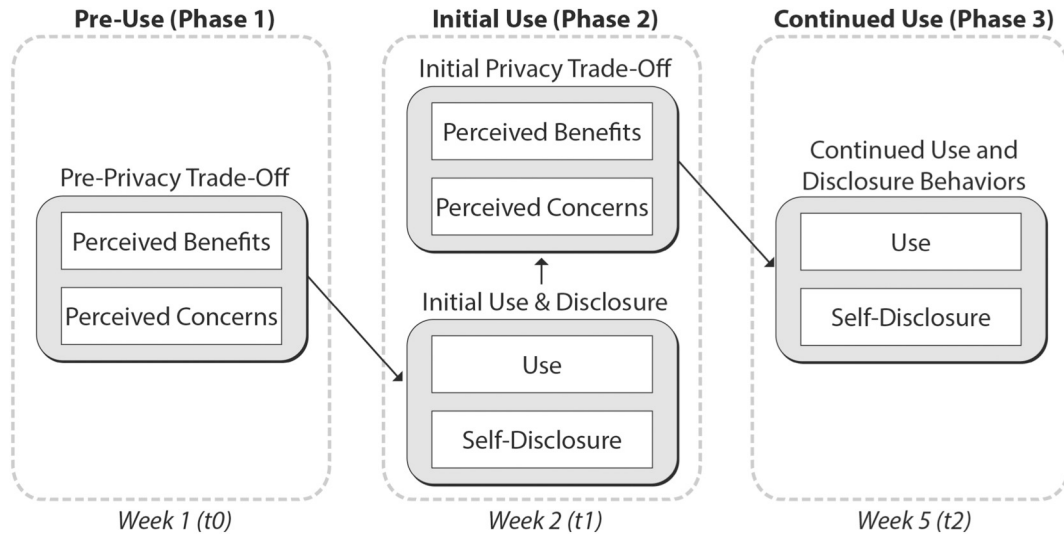 Pre-Use (Phase 1)
Pre-Privacy Trade-Off
Perceived Benefits
Perceived Concerns
Week 1 (t0)
Initial Use (Phase 2)
Initial Privacy Trade-Off
Perceived Benefits
Perceived Concerns
Initial Use & Disclosure
Use
Self-Disclosure
Week 2 (t1)
Continued Use (Phase 3)
Continued Use and
Disclosure Behaviors
Use
Self-Disclosure
Week 5 (t2)